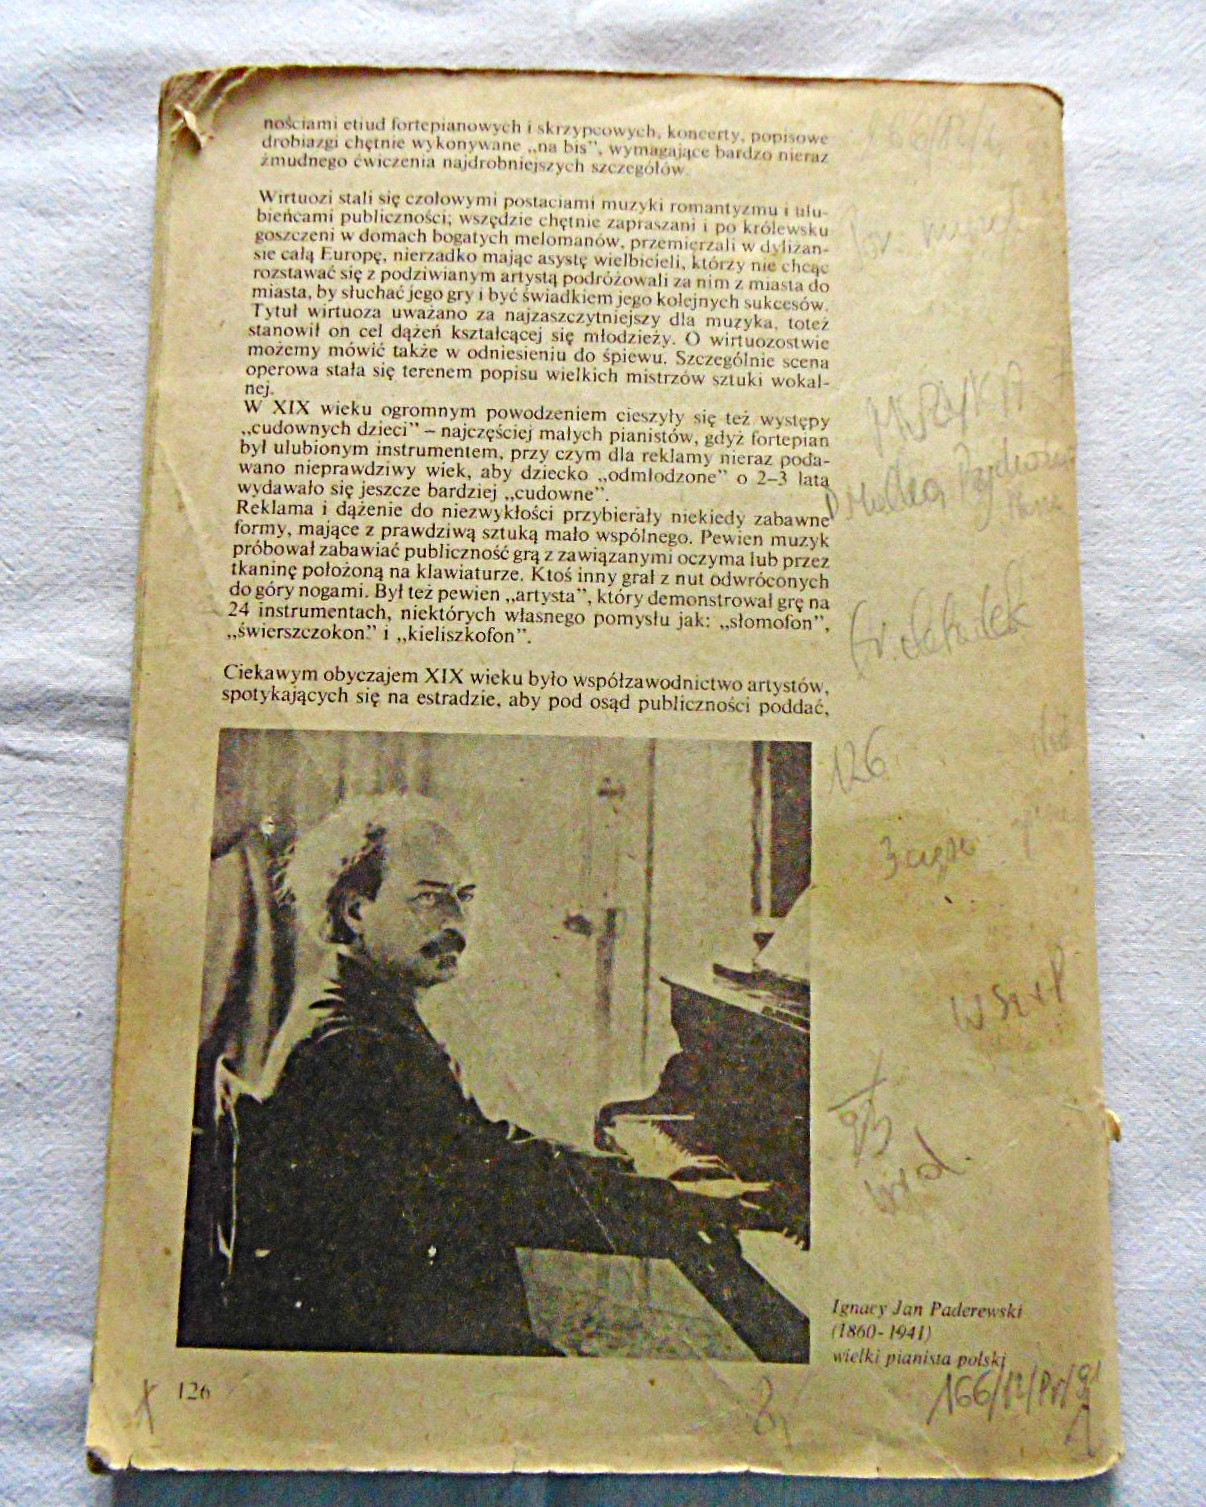 nościami etiud fortepianowych i skrzypcowych, koncerty, popisowe
drobiazgi chętnie wykonywane „na bis”, wymagające bardzo nieraz
żmudnego ćwiczenia najdrobniejszych szczegółów.
Wirtuozi stali się czołowymi postaciami muzyki romantyzmu i ulu-
bieńcami publiczności; wszędzie chętnie zapraszani i po królewsku
goszczeni w domach bogatych melomanów, przemierzali w dyliżan-
sie całą Europę, nierzadko mając asystę wielbicieli, którzy nie chcąc
rozstawać się z podziwianym artystą podróżowali za nim z miasta do
miasta, by słuchać jego gry i być świadkiem jego kolejnych sukcesów.
Tytuł wirtuoza uważano za najzaszczytniejszy dla muzyka, toteż
stanowił on cel dążeń kształcącej się młodzieży. O wirtuozostwie
możemy mówić także w odniesieniu do śpiewu. Szczególnie scena
operowa stała się terenem popisu wielkich mistrzów sztuki wokal-
nej.
W XIX wieku ogromnym powodzeniem cieszyły się też występy
„cudownych dzieci” – najczęściej małych pianistów, gdyż fortepian
był ulubionym instrumentem, przy czym dla reklamy nieraz poda-
wano nieprawdziwy wiek, aby dziecko „odmłodzone” o 2–3 lata
wydawało się jeszcze bardziej „cudowne”.
Reklama i dążenie do niezwykłości przybierały niekiedy zabawne
formy, mające z prawdziwą sztuką mało wspólnego. Pewien muzyk
próbował zabawiać publiczność grą z zawiązanymi oczyma lub przez
tkaninę położoną na klawiaturze. Ktoś inny grał z nut odwróconych
do góry nogami. Był też pewien „artysta”, który demonstrował grę na
24 instrumentach, niektórych własnego pomysłu jak: „słomofon”,
„świerszczokon” i „kieliszkofon”.
Ciekawym obyczajem XIX wieku było współzawodnictwo artystów,
spotykających się na estradzie, aby pod osąd publiczności poddać,
MUZYKA
126
Ignacy Jan Paderewski
(1860-1941)
wielki pianista polski
126
166/12/Pr/91